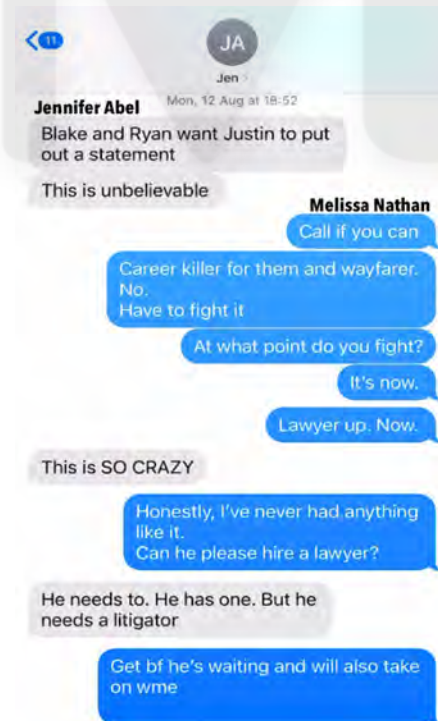 11
JA
Jen
Mon, 12 Aug at 18:52
Jennifer Abel
Blake and Ryan want Justin to put
out a statement
This is unbelievable
Melissa Nathan
Call if you can
Career killer for them and wayfarer.
No.
Have to fight it
At what point do you fight?
It's now.
Lawyer up. Now.
This is SO CRAZY
Honestly, I've never had anything
like it.
Can he please hire a lawyer?
He needs to. He has one. But he
needs a litigator
Get bf he's waiting and will also take
on wme